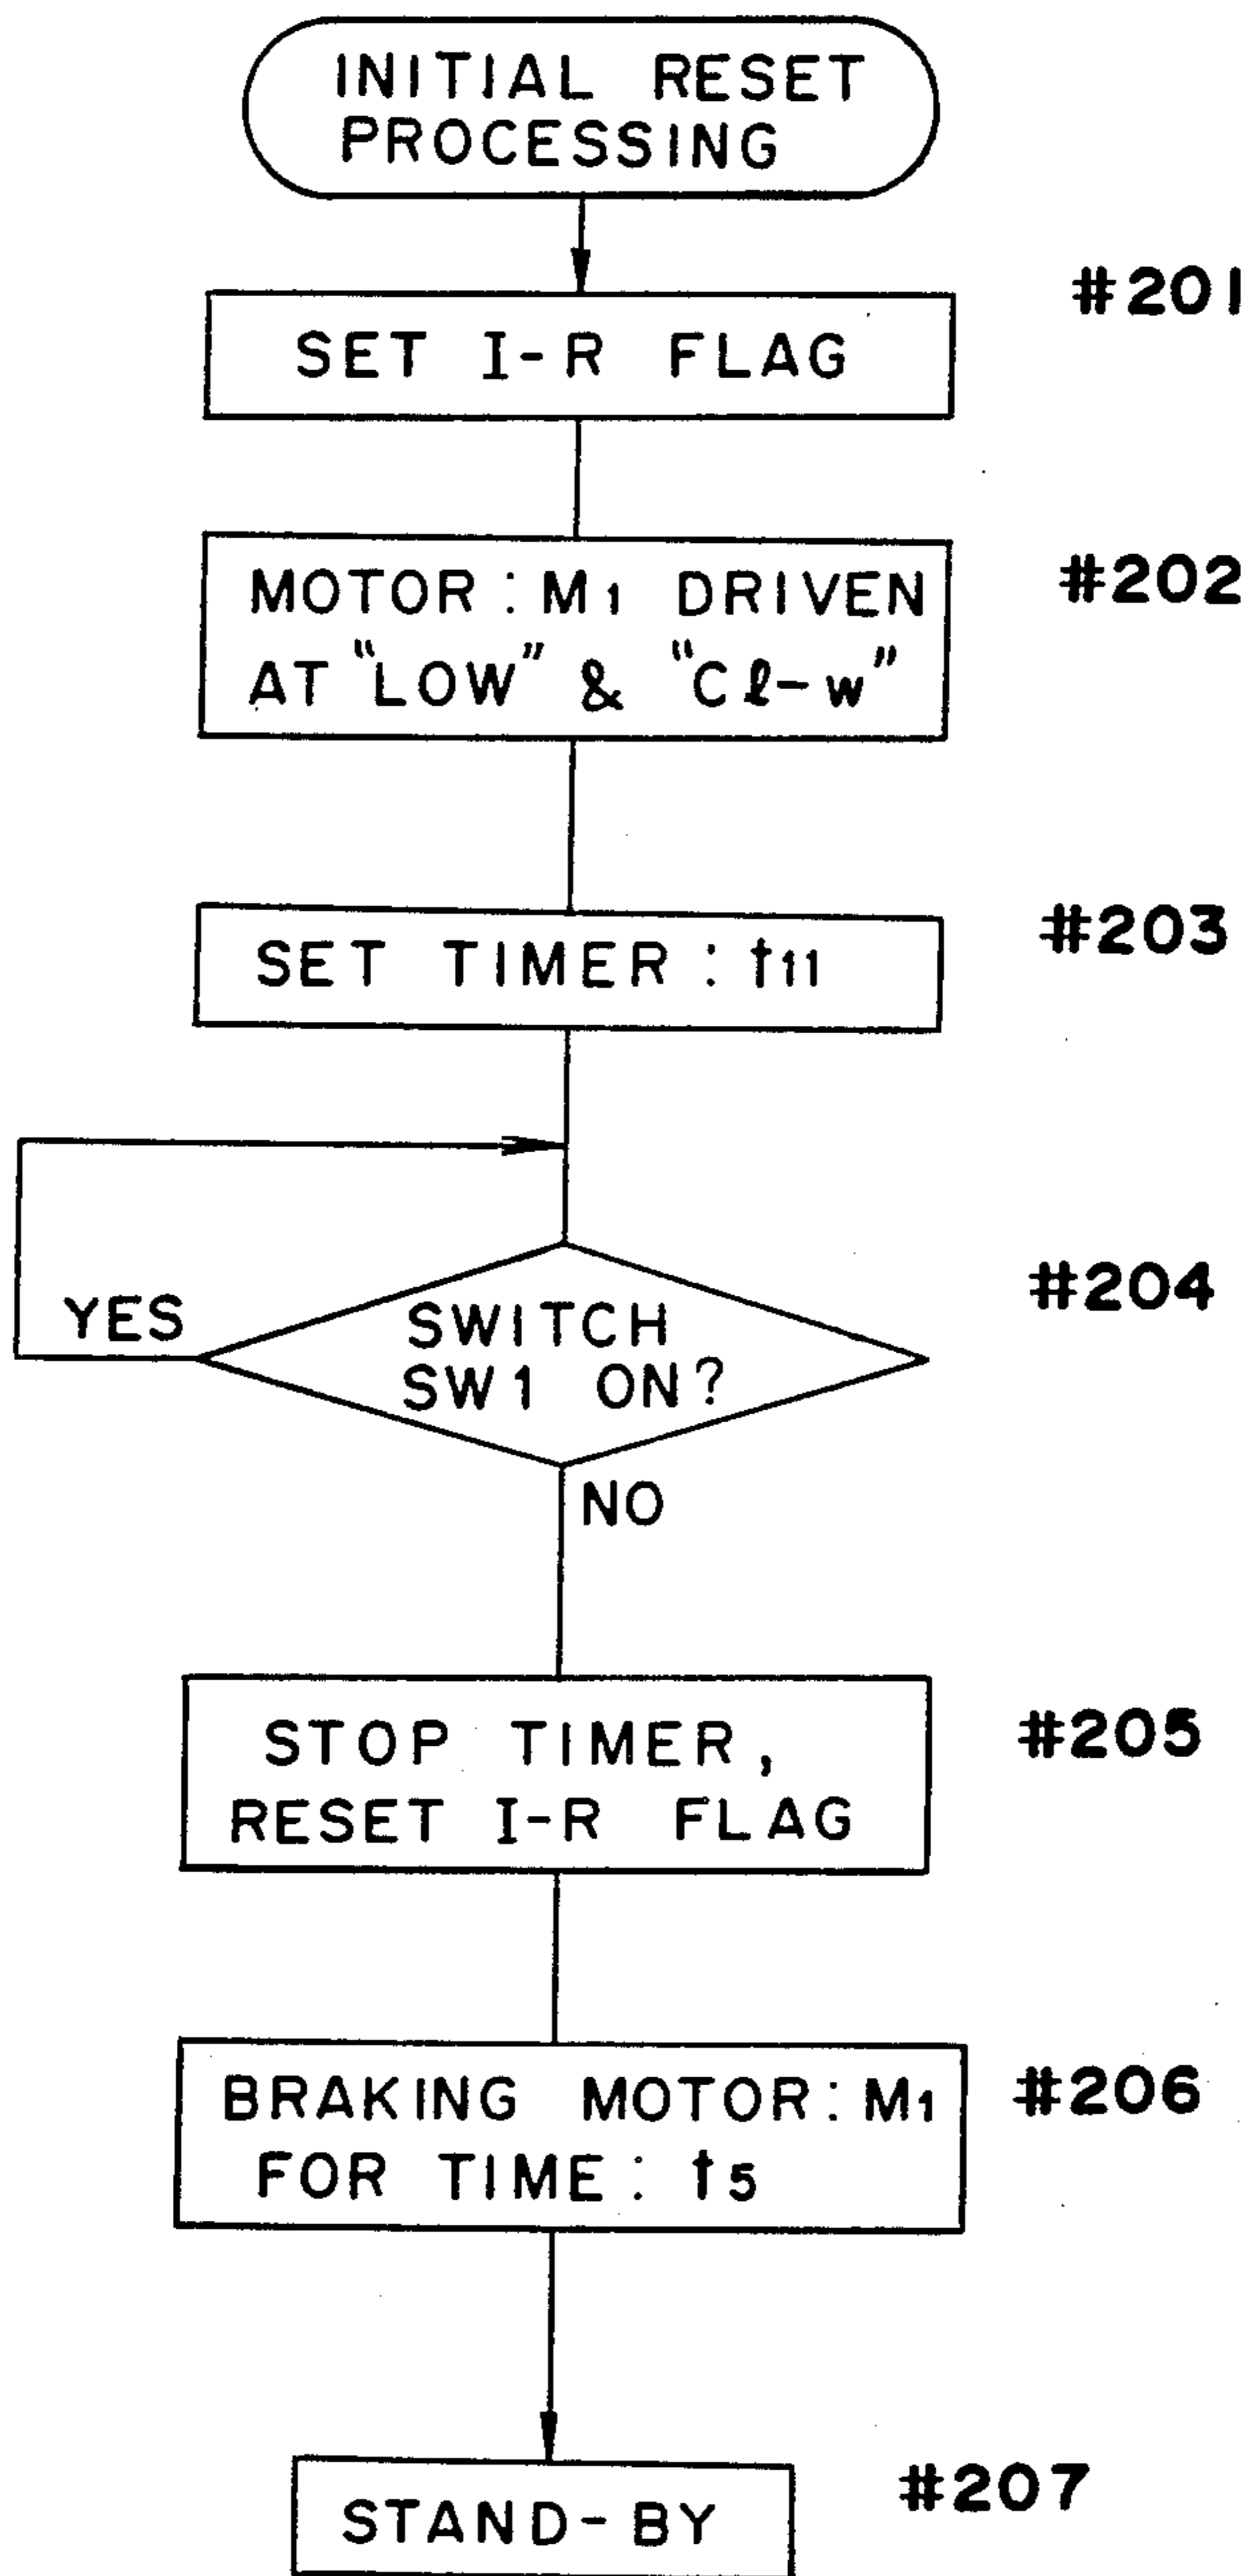 INITIAL RESET
PROCESSING
#201
SET I-R FLAG
#202
MOTOR : M1 DRIVEN
AT "LOW" & "Cℓ-w"
#203
SET TIMER : t11
#204
YES
SWITCH
SW1 ON?
NO
#205
STOP TIMER,
RESET I-R FLAG
#206
BRAKING MOTOR : M1
FOR TIME : t5
#207
STAND-BY